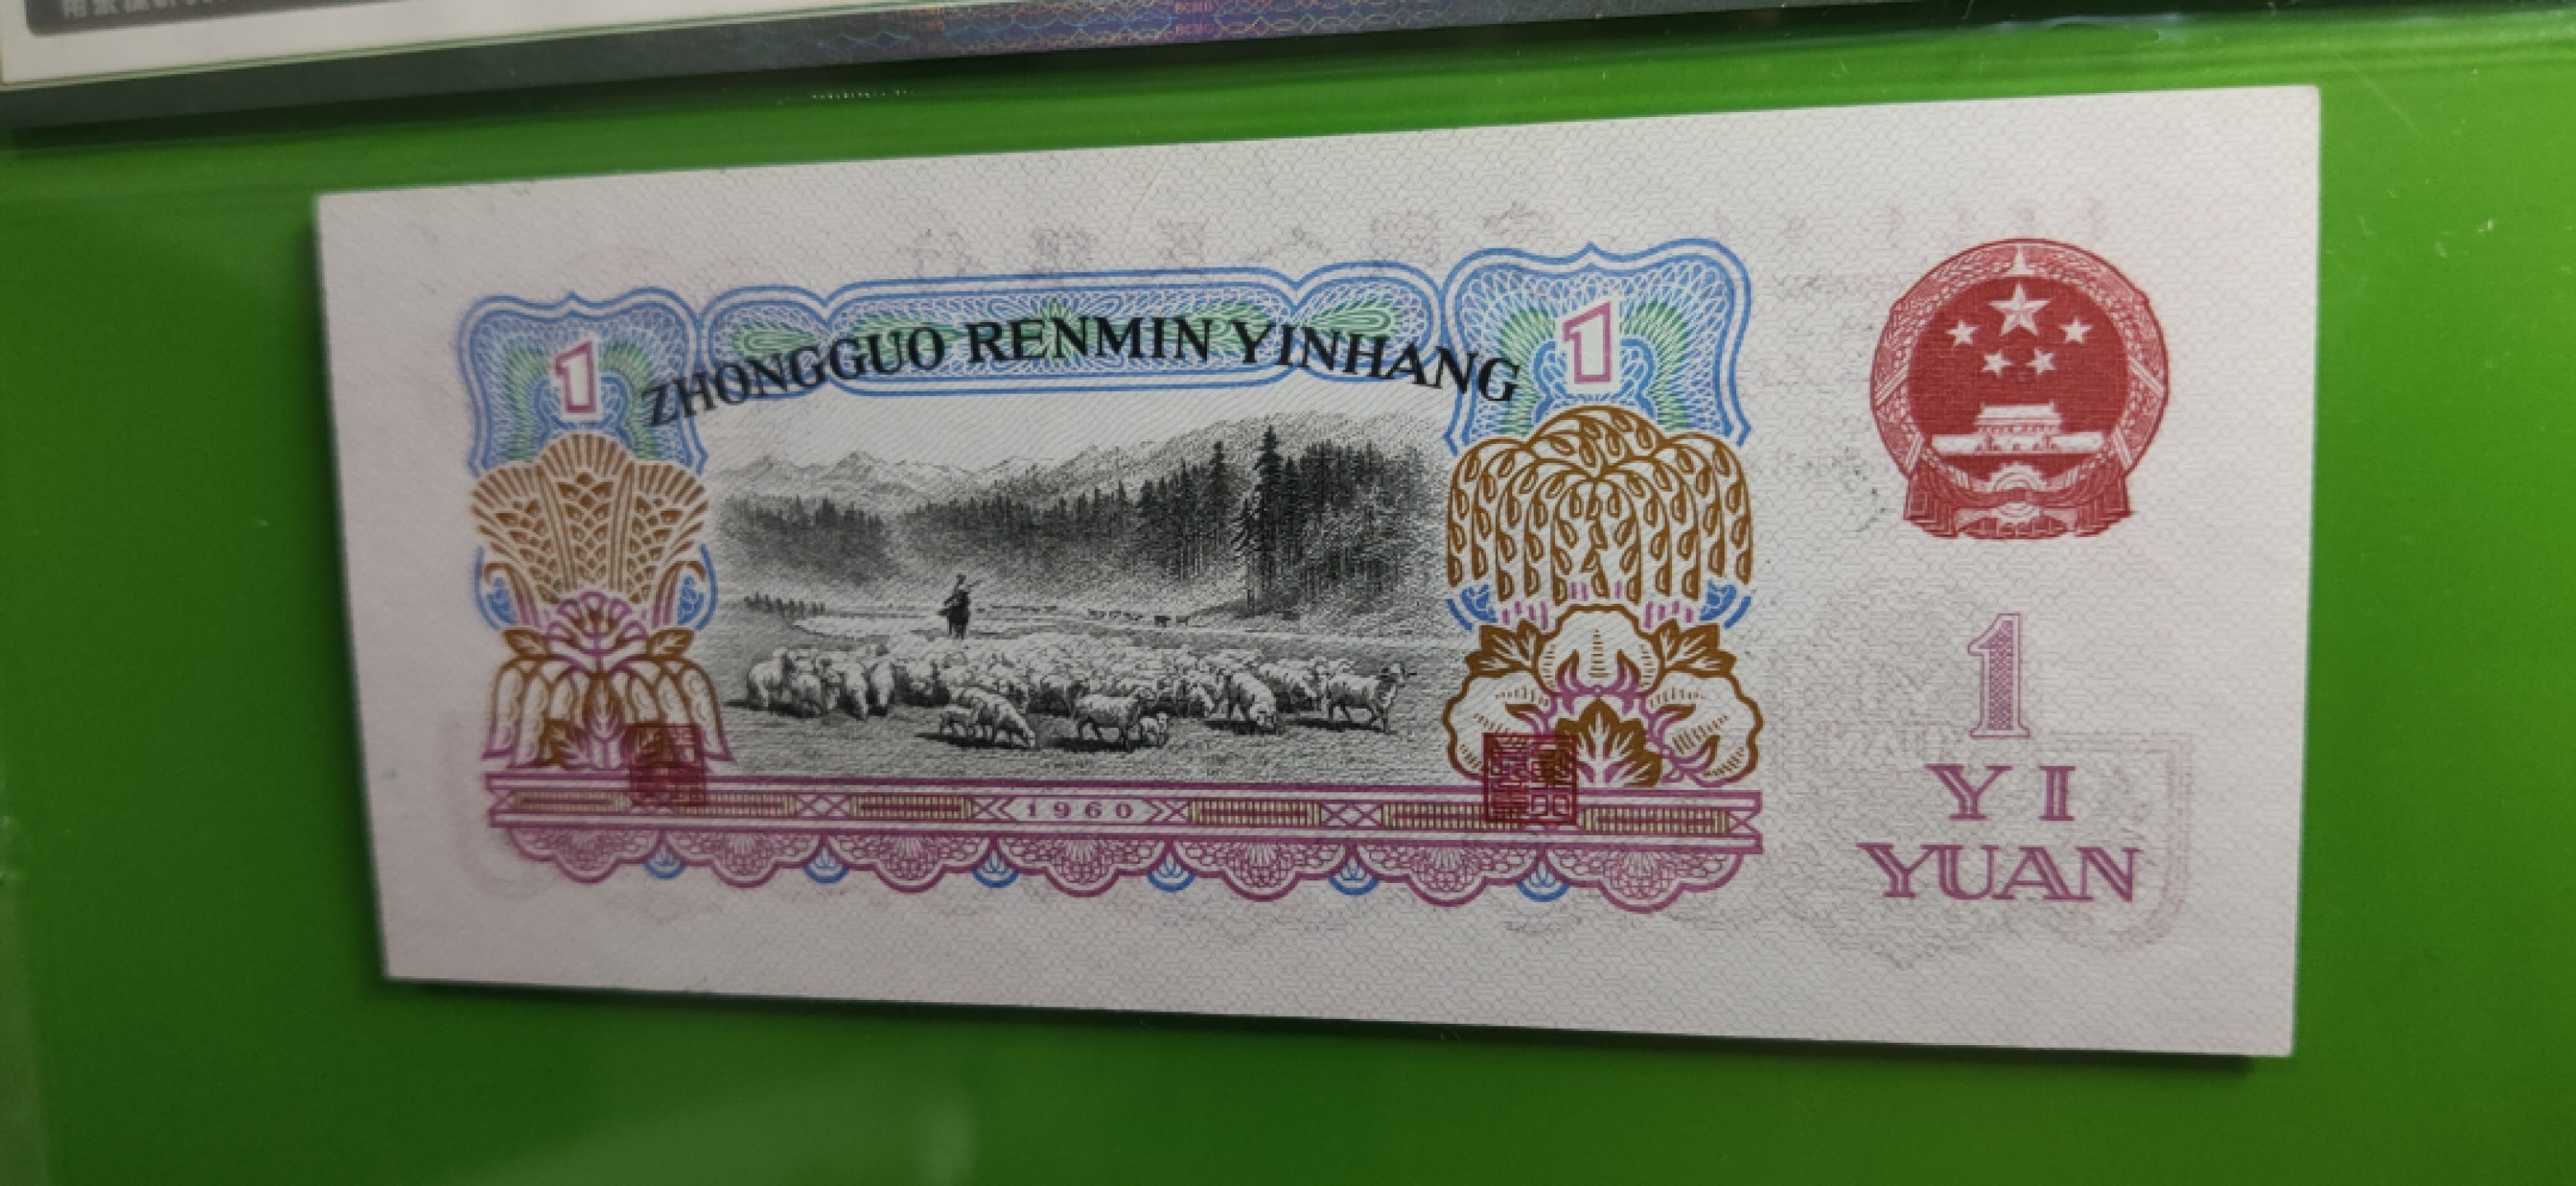 ZHONGGUO RENMIN YINHANG
1
1
1960
1
YI
YUAN